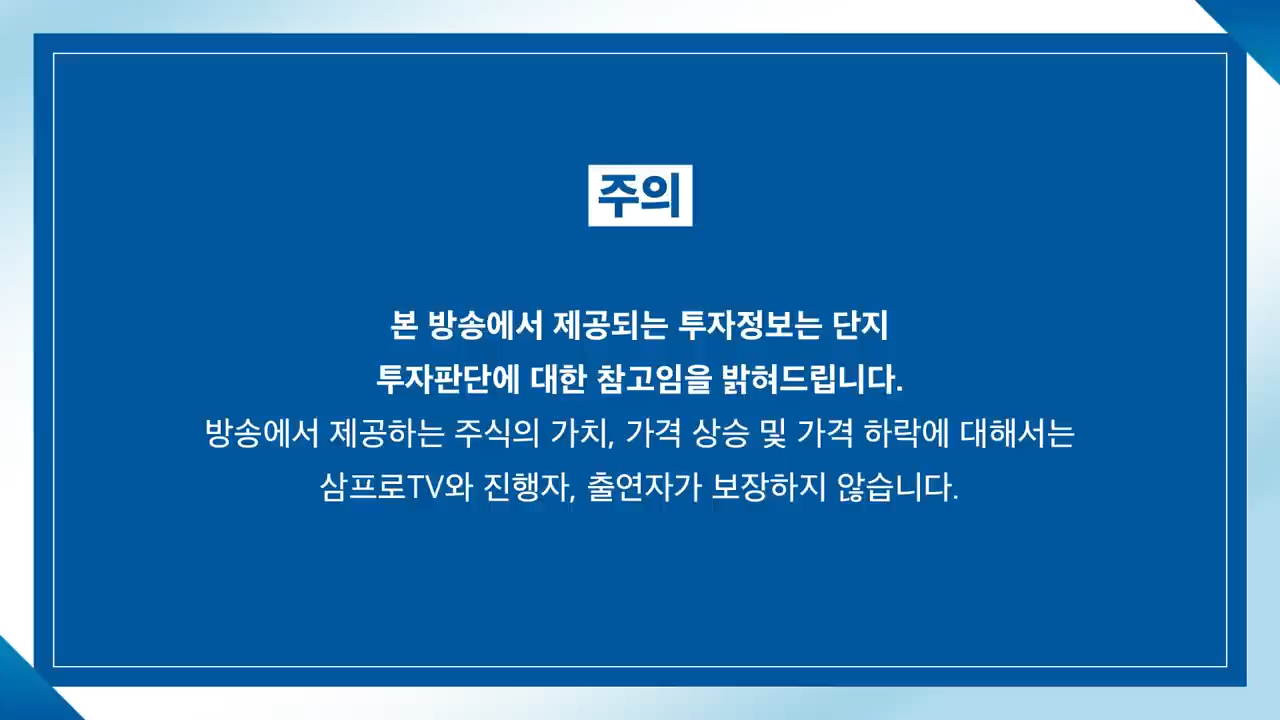 주의
본 방송에서 제공되는 투자정보는 단지
투자판단에 대한 참고임을 밝혀드립니다.
방송에서 제공하는 주식의 가치, 가격 상승 및 가격 하락에 대해서는
삼프로TV와 진행자, 출연자가 보장하지 않습니다.